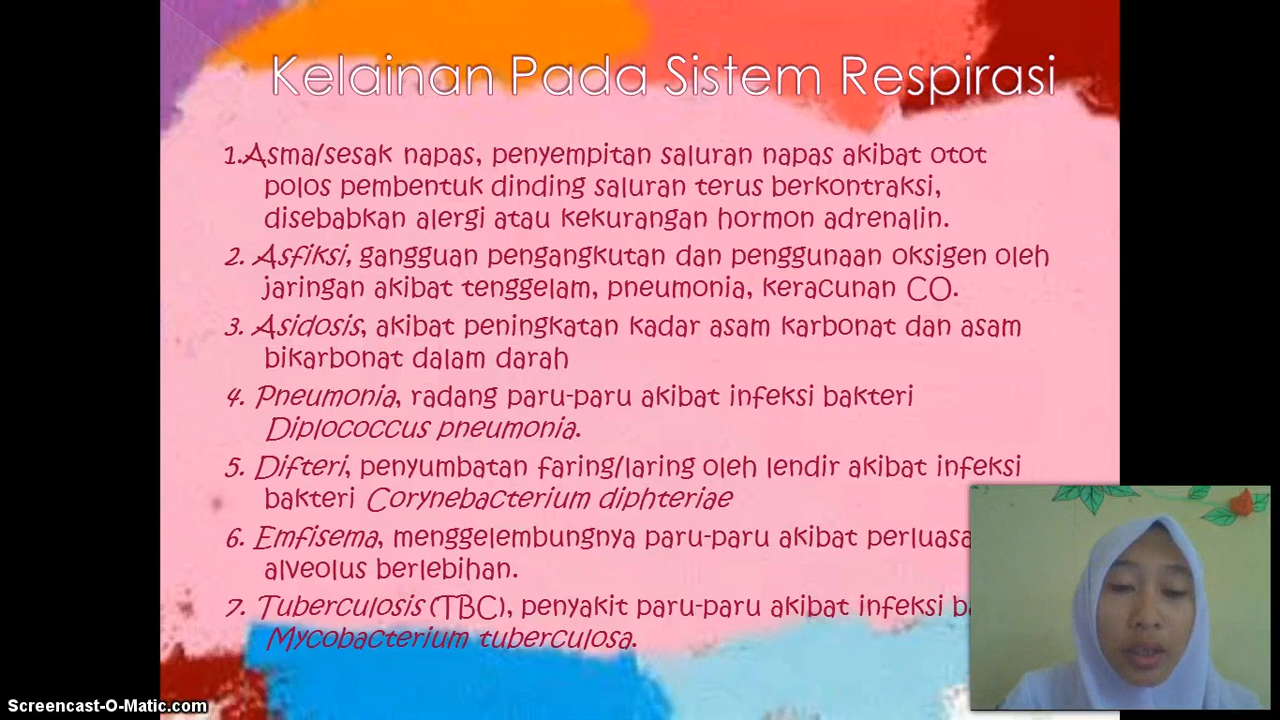 Kelainan Pada Sistem Respirasi
1.Asma/sesak napas, penyempitan saluran napas akibat otot
polos pembentuk dinding saluran terus berkontraksi,
disebabkan alergi atau kekurangan hormon adrenalin.
2. Asfiksi, gangguan pengangkutan dan penggunaan oksigen oleh
jaringan akibat tenggelam, pneumonia, keracunan CO.
3. Asidosis, akibat peningkatan kadar asam karbonat dan asam
bikarbonat dalam darah
4. Pneumonia, radang paru-paru akibat infeksi bakteri
Diplococcus pneumonia.
5. Difteri, penyumbatan faring/laring oleh lendir akibat infeksi
bakteri Corynebacterium diphteriae
6. Emfisema, menggelembungnya paru-paru akibat
alveolus berlebihan.
7. Tuberculosis (TBC), penyakit paru-paru akibat infeksi
Mycobacterium tuberculosa.
Screencast-O-Matic.com